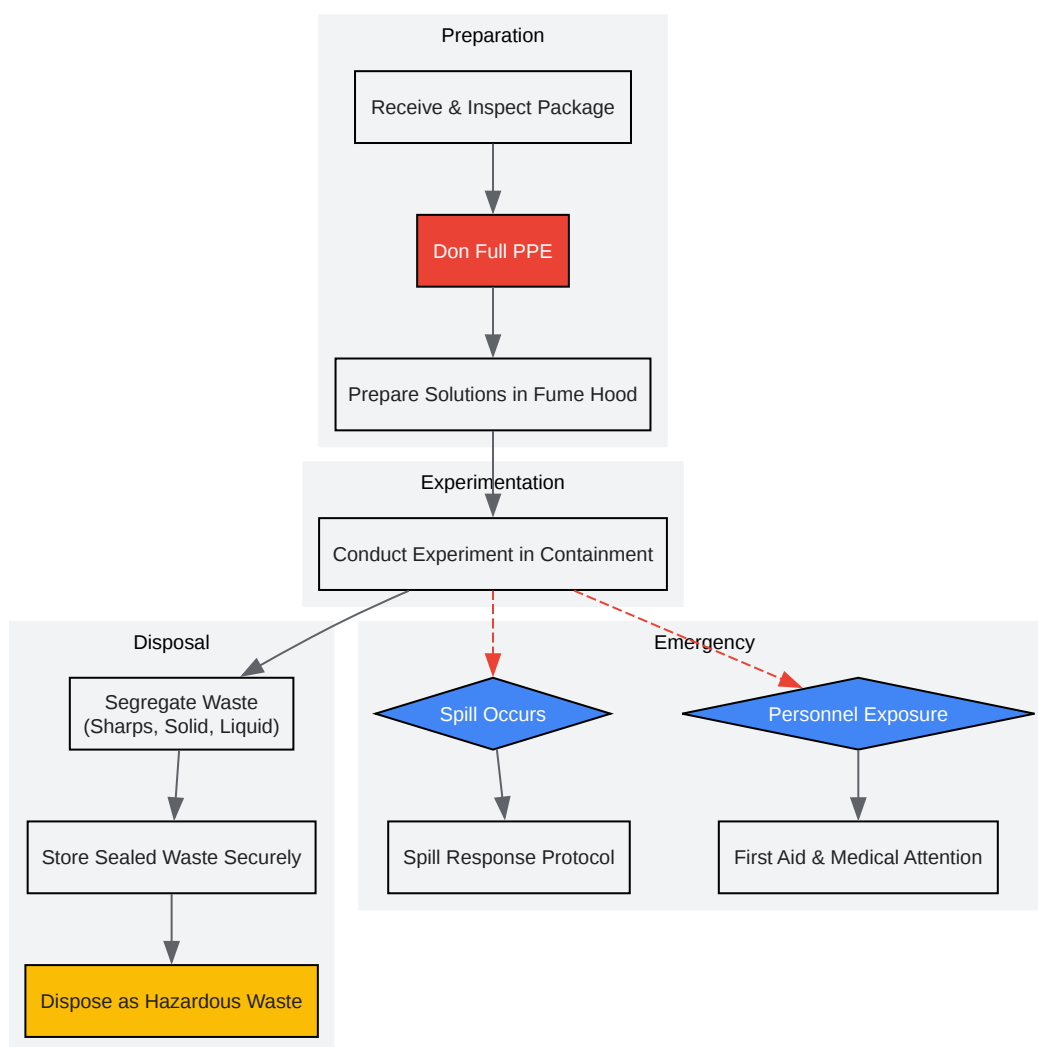 Preparation
Receive & Inspect Package
Don Full PPE
Prepare Solutions in Fume Hood
Experimentation
Conduct Experiment in Containment
Disposal
Segregate Waste
(Sharps, Solid, Liquid)
Store Sealed Waste Securely
Dispose as Hazardous Waste
Emergency
Spill Occurs
Personnel Exposure
Spill Response Protocol
First Aid & Medical Attention